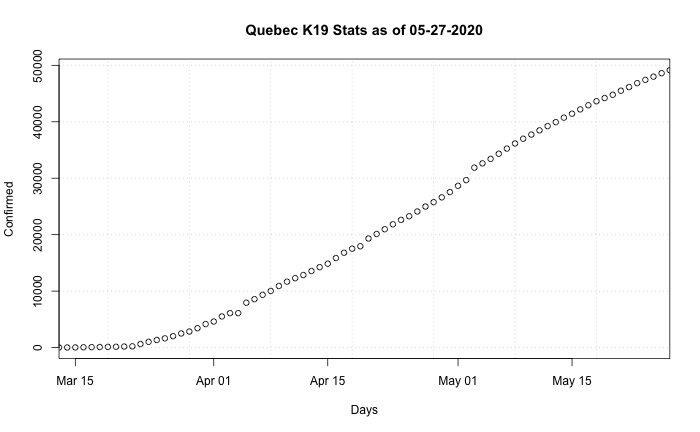 Quebec K19 Stats as of 05-27-2020
50000
40000
30000
20000
10000
0
Confirmed
Mar 15 Apr 01 Apr 15 May 01 May 15
Days